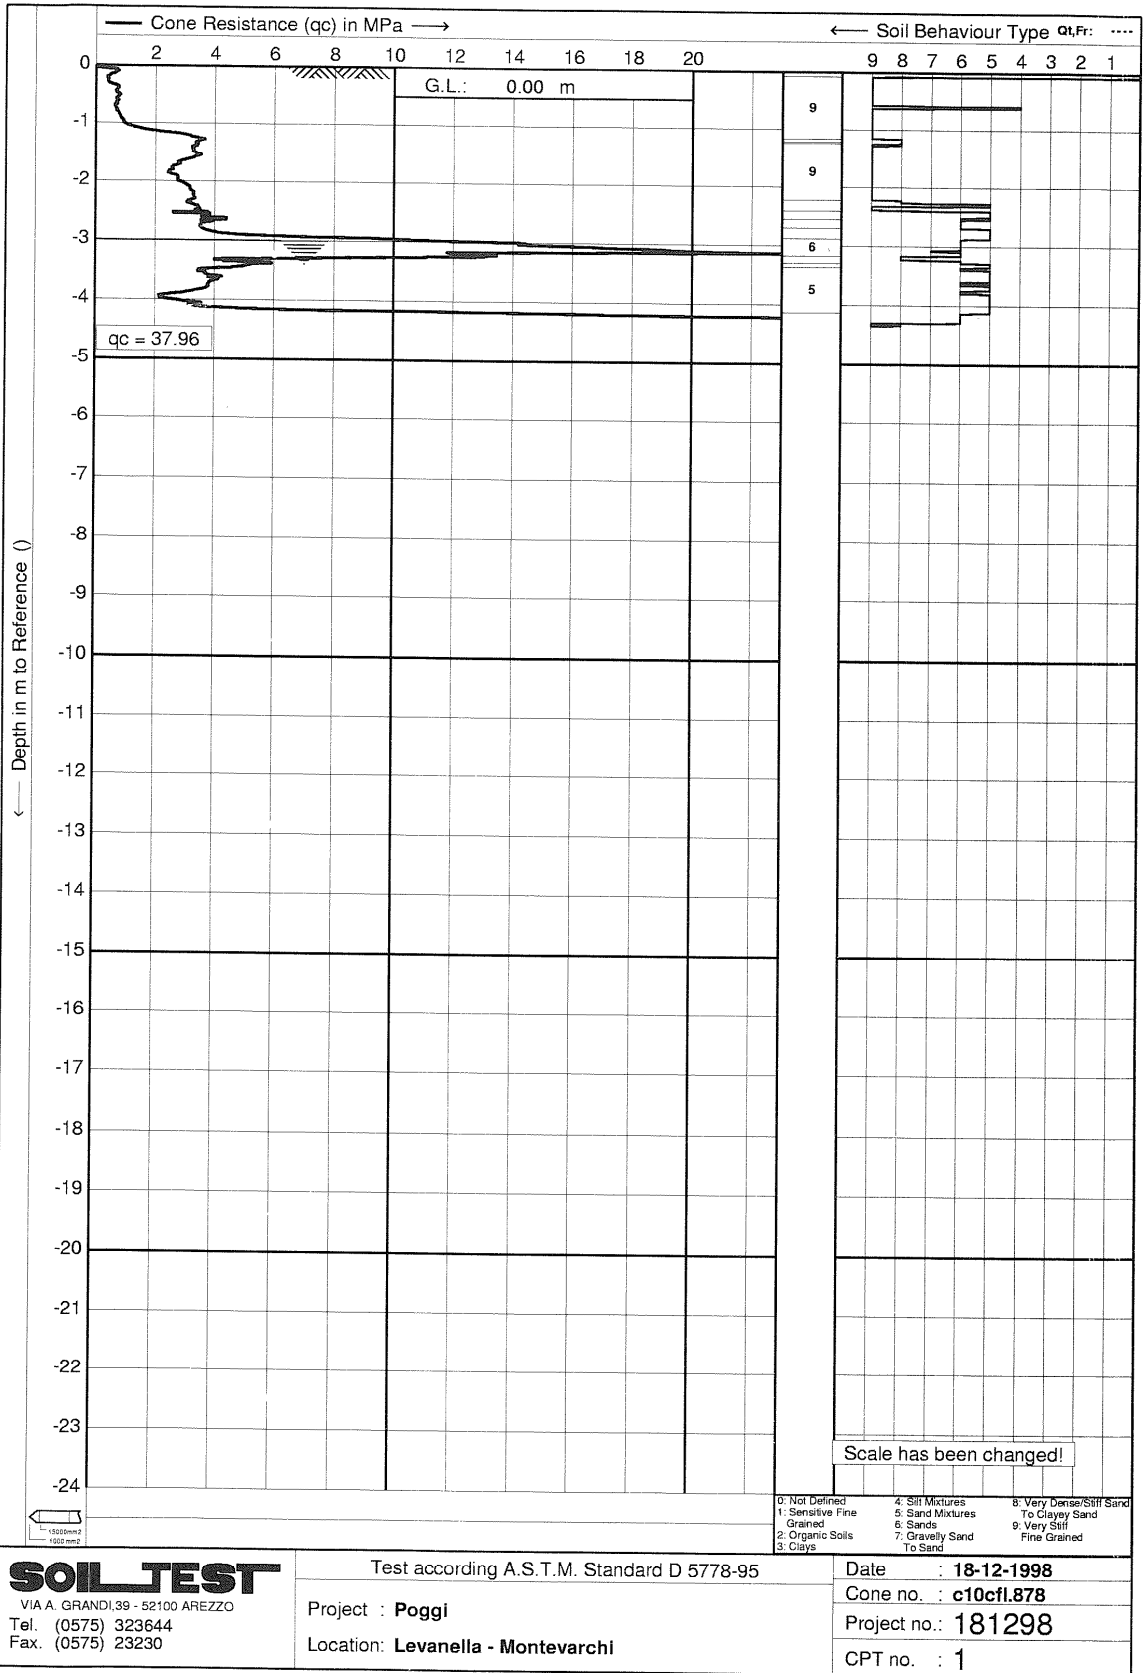 Cone Resistance (qc) in MPa
Soil Behaviour Type Qt,Fr:
0 2 4 6 8 10 12 14 16 18 20
9 8 7 6 5 4 3 2 1
G.L.: 0.00 m
9
9
6
5
-1
-2
-3
-4
qc = 37.96
-5
-6
-7
-8
-9
-10
-11
-12
-13
-14
-15
-16
-17
-18
-19
-20
-21
-22
-23
-24
Depth in m to Reference ()
Scale has been changed!
15000mm2
1000 mm2
0: Not Defined
1: Sensitive Fine
Grained
2: Organic Soils
3: Clays
4: Silt Mixtures
5: Sand Mixtures
6: Sands
7: Gravelly Sand
To Sand
8: Very Dense/Stiff Sand
To Clayey Sand
9: Very Stiff
Fine Grained
SOIL TEST
VIA A. GRANDI,39 - 52100 AREZZO
Tel. (0575) 323644
Fax. (0575) 23230
Test according A.S.T.M. Standard D 5778-95
Project : Poggi
Location: Levanella - Montevarchi
Date : 18-12-1998
Cone no. : c10cfl.878
Project no.: 181298
CPT no. : 1